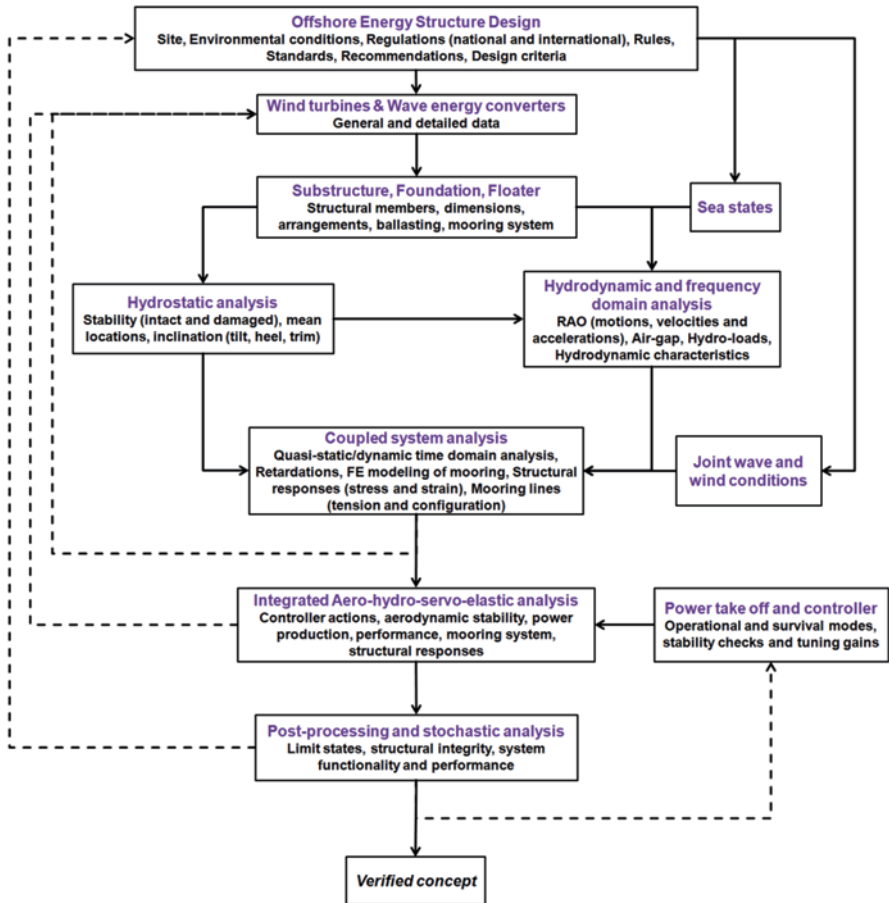 Offshore Energy Structure Design
Site, Environmental conditions, Regulations (national and international), Rules,
Standards, Recommendations, Design criteria
Wind turbines & Wave energy converters
General and detailed data
Substructure, Foundation, Floater
Structural members, dimensions,
arrangements, ballasting, mooring system
Sea states
Hydrostatic analysis
Stability (intact and damaged), mean
locations, inclination (tilt, heel, trim)
Hydrodynamic and frequency
domain analysis
RAO (motions, velocities and
accelerations), Air-gap, Hydro-loads,
Hydrodynamic characteristics
Coupled system analysis
Quasi-static/dynamic time domain analysis,
Retardations, FE modeling of mooring, Structural
responses (stress and strain), Mooring lines
(tension and configuration)
Joint wave and
wind conditions
Integrated Aero-hydro-servo-elastic analysis
Controller actions, aerodynamic stability, power
production, performance, mooring system,
structural responses
Power take off and controller
Operational and survival modes,
stability checks and tuning gains
Post-processing and stochastic analysis
Limit states, structural integrity, system
functionality and performance
Verified concept